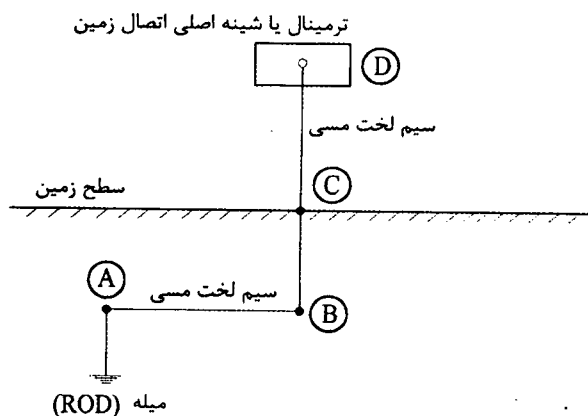 ترمینال یا شینه اصلی اتصال زمین
D
سیم لخت مسی
C
سطح زمین
A
سیم لخت مسی
B
میله (ROD)